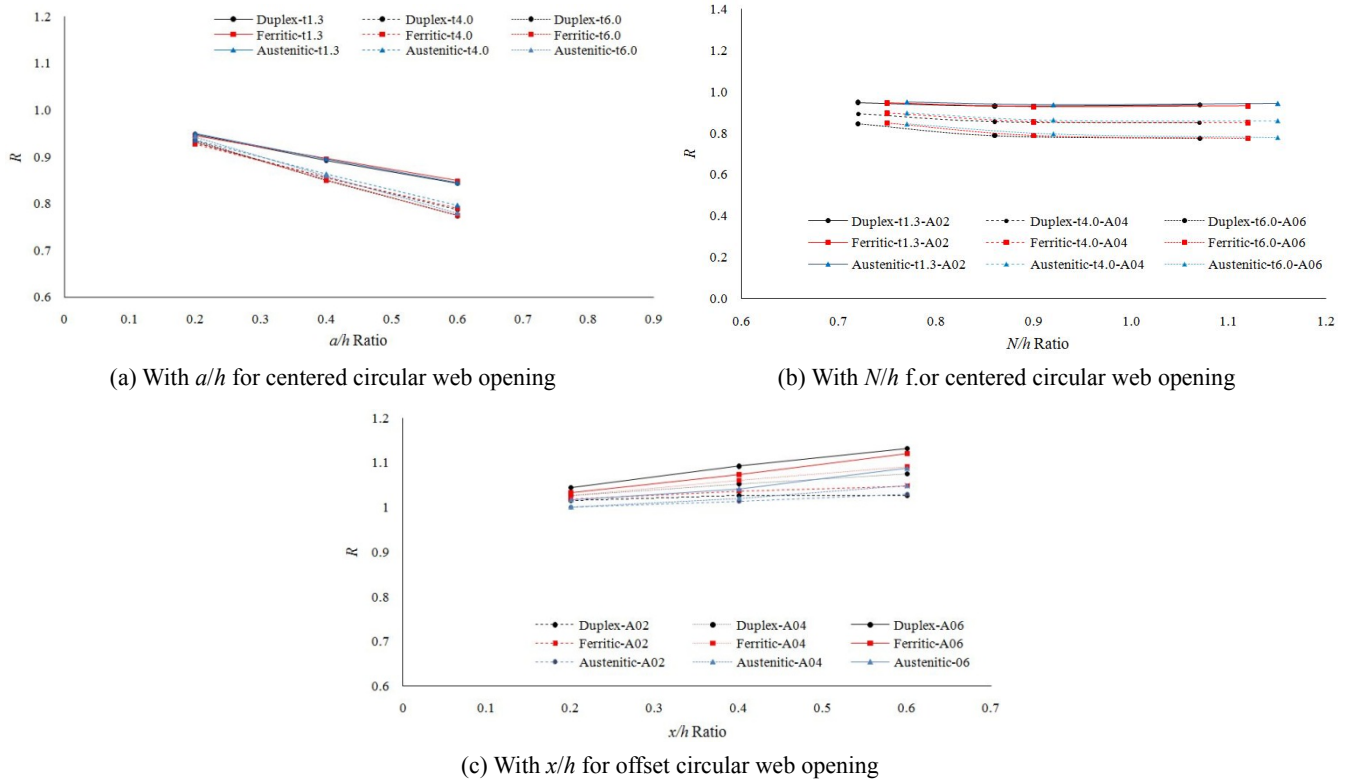 1.2
1.1
1.0
0.9
0.8
0.7
0.6
R
Duplex-t1.3 Duplex-t4.0 Duplex-t6.0
Ferritic-t1.3 Ferritic-t4.0 Ferritic-t6.0
Austenitic-t1.3 Austenitic-t4.0 Austenitic-t6.0
0 0.1 0.2 0.3 0.4 0.5 0.6 0.7 0.8 0.9
a/h Ratio
(a) With a/h for centered circular web opening
1.4
1.2
1.0
0.8
0.6
0.4
0.2
0.0
R
Duplex-t1.3-A02 Duplex-t4.0-A04 Duplex-t6.0-A06
Ferritic-t1.3-A02 Ferritic-t4.0-A04 Ferritic-t6.0-A06
Austenitic-t1.3-A02 Austenitic-t4.0-A04 Austenitic-t6.0-A06
0.6 0.7 0.8 0.9 1.0 1.1 1.2
N/h Ratio
(b) With N/h f.or centered circular web opening
1.2
1.1
1
0.9
0.8
0.7
0.6
R
Duplex-A02 Duplex-A04 Duplex-A06
Ferritic-A02 Ferritic-A04 Ferritic-A06
Austenitic-A02 Austenitic-A04 Austenitic-06
0 0.1 0.2 0.3 0.4 0.5 0.6 0.7
x/h Ratio
(c) With x/h for offset circular web opening